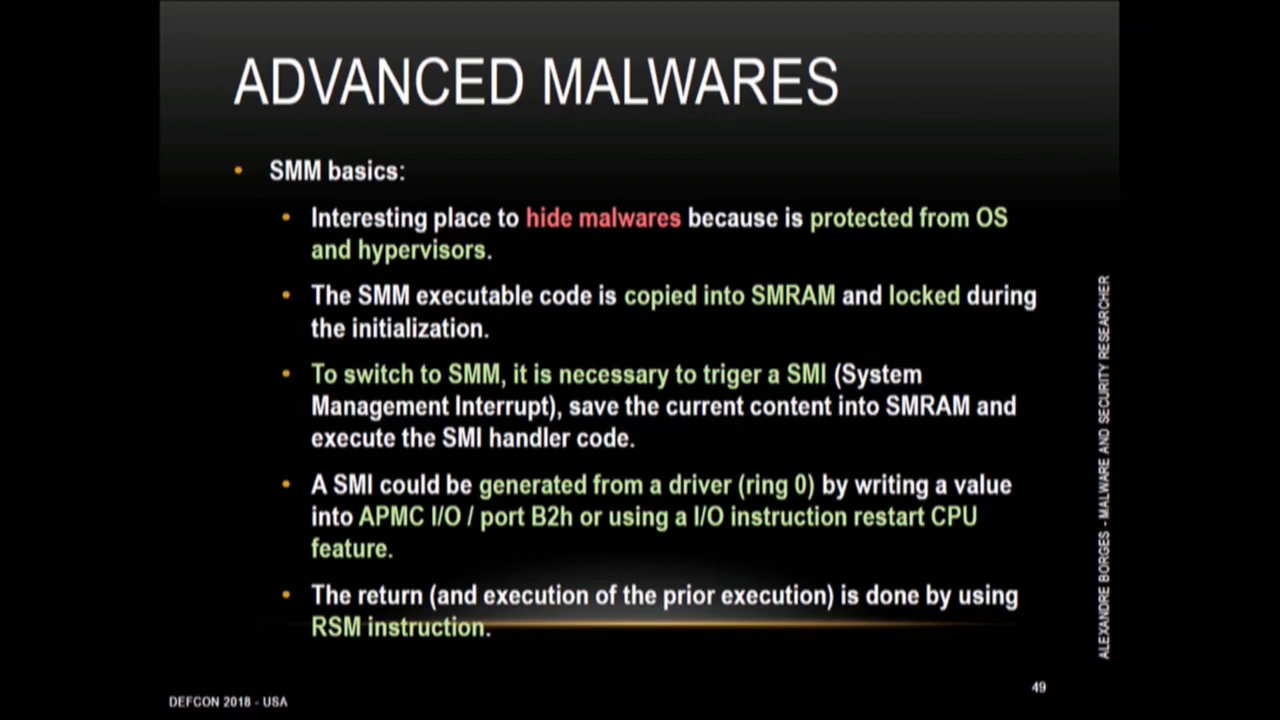 ADVANCED MALWARES
• SMM basics:
• Interesting place to hide malwares because is protected from OS
and hypervisors.
• The SMM executable code is copied into SMRAM and locked during
the initialization.
• To switch to SMM, it is necessary to triger a SMI (System
Management Interrupt), save the current content into SMRAM and
execute the SMI handler code.
• A SMI could be generated from a driver (ring 0) by writing a value
into APMC I/O / port B2h or using a I/O instruction restart CPU
feature.
• The return (and execution of the prior execution) is done by using
RSM instruction.
ALEXANDRE BORGES - MALWARE AND SECURITY RESEARCHER
49
DEFCON 2018 - USA